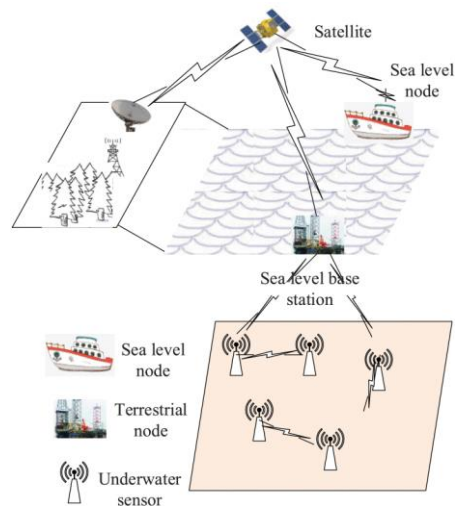 Satellite
Sea level
node
Sea level base
station
Sea level
node
Terrestrial
node
Underwater
sensor